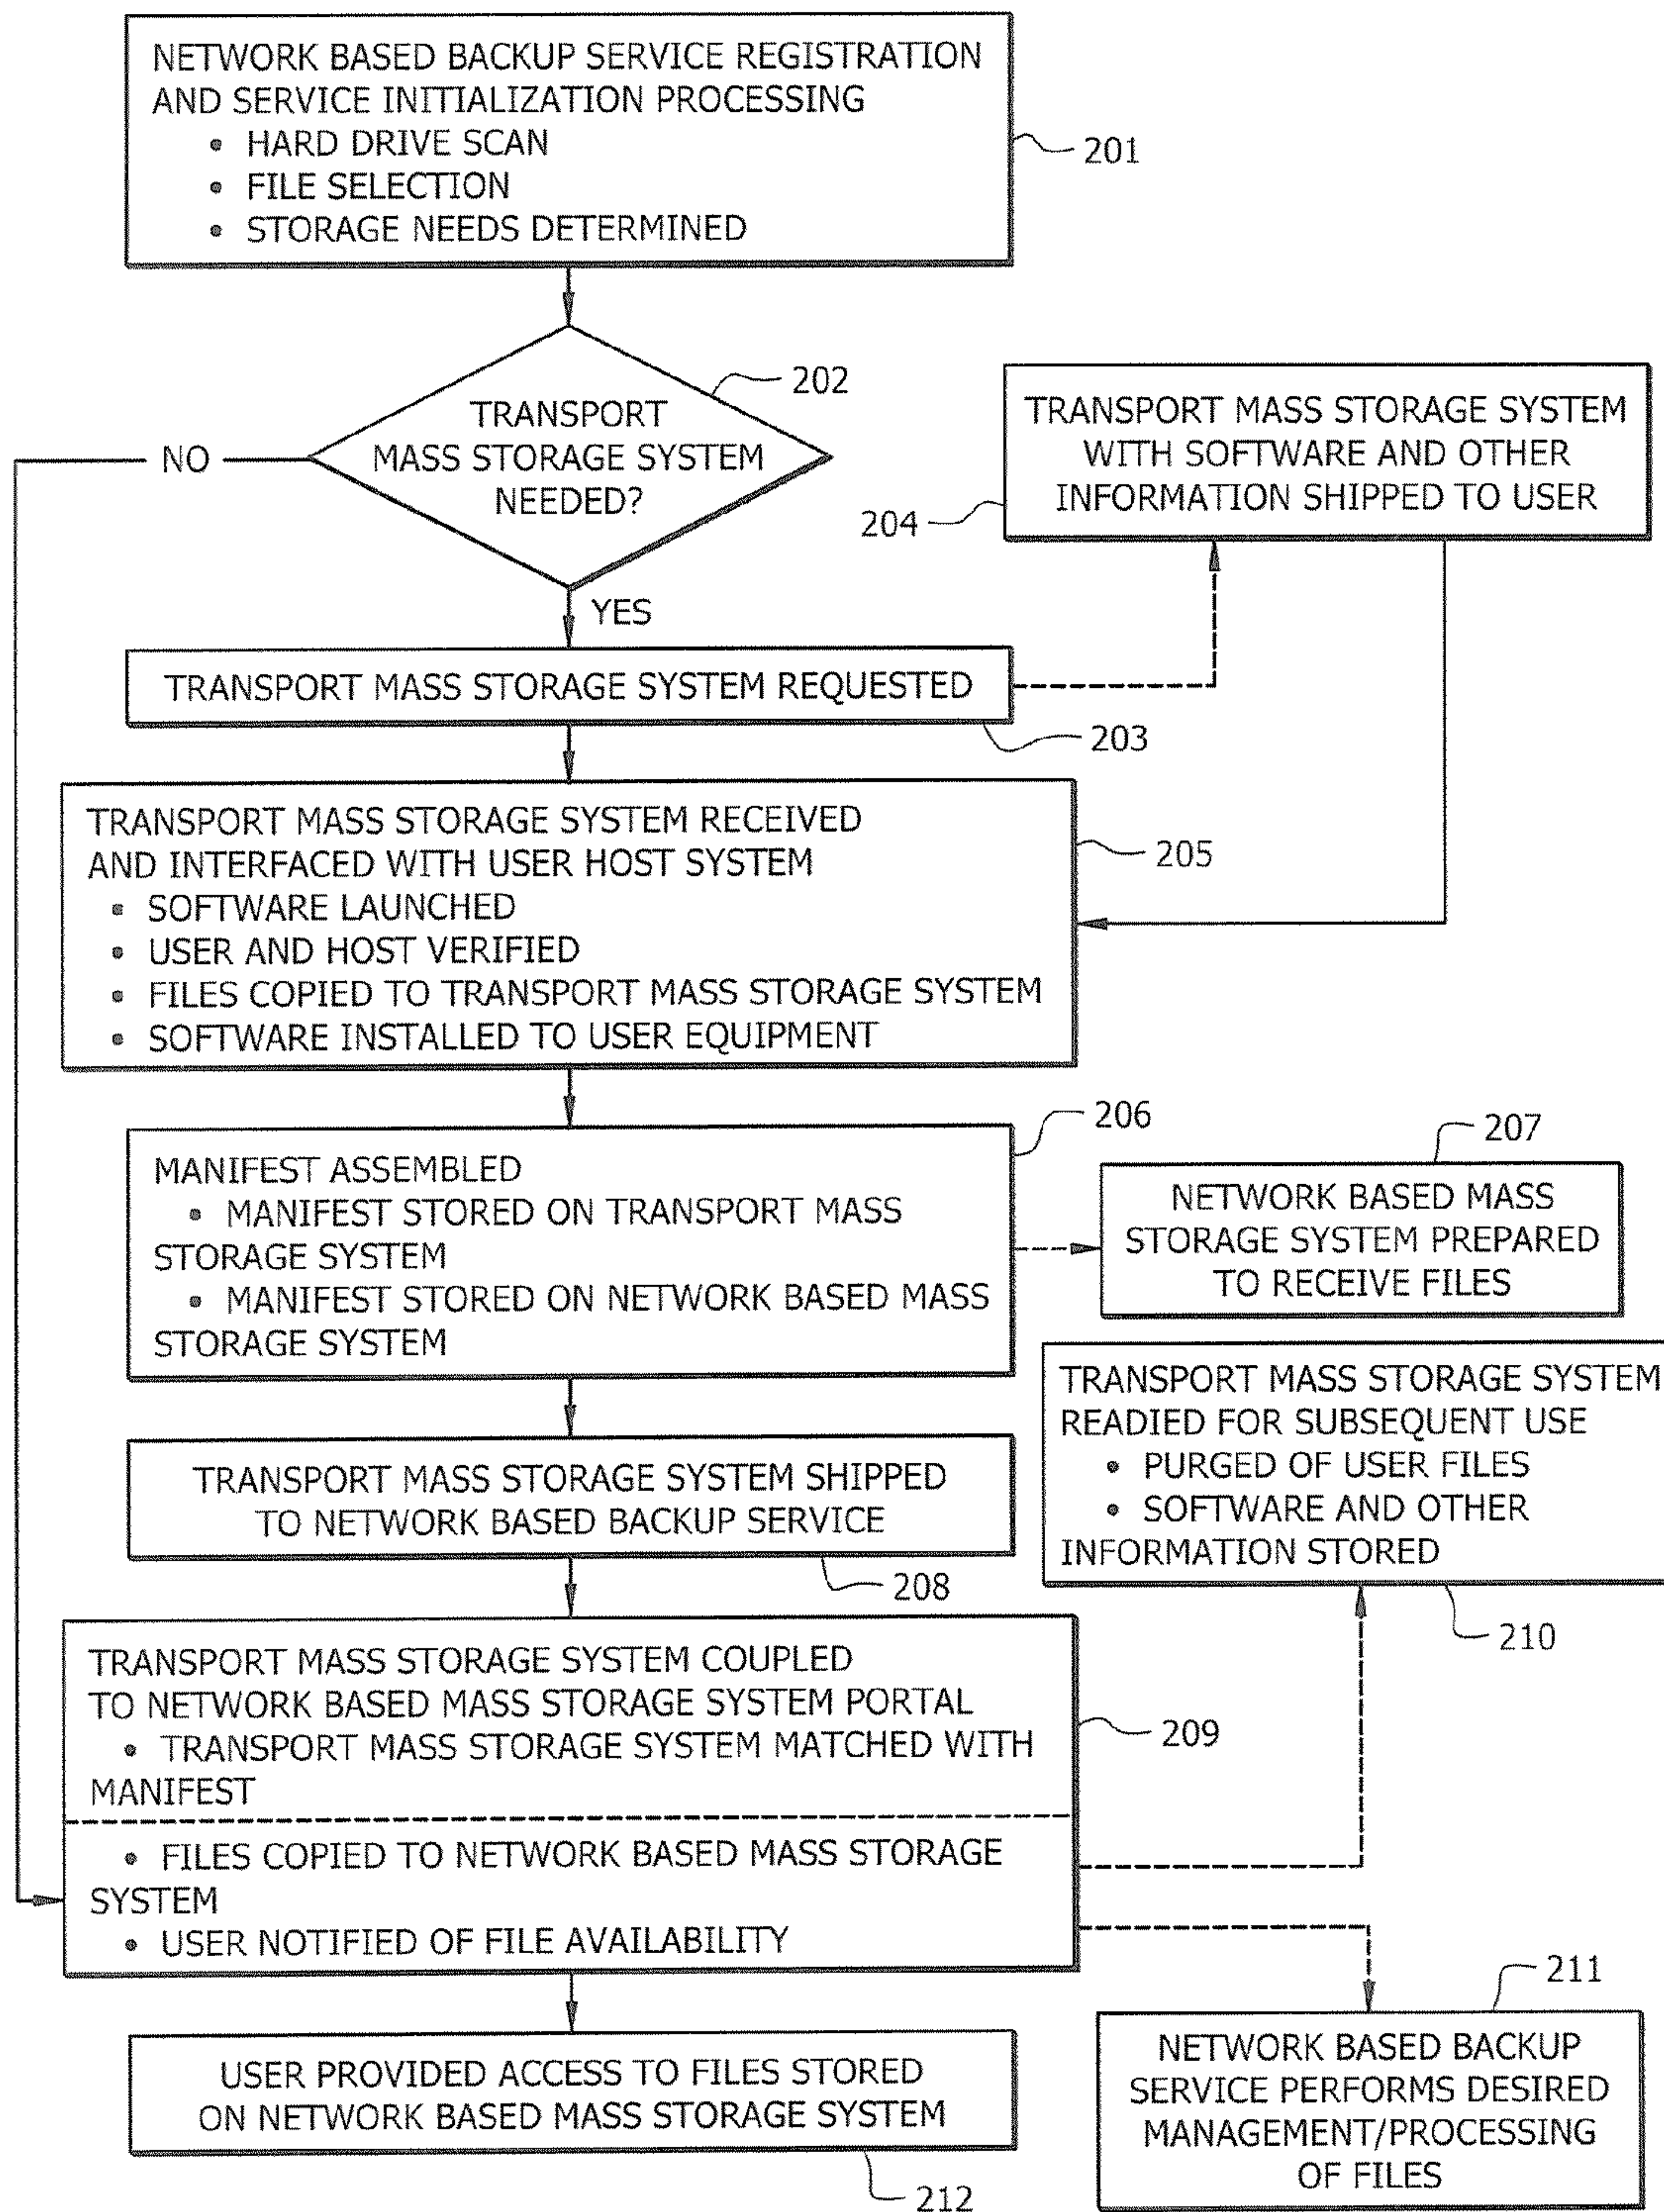 NETWORK BASED BACKUP SERVICE REGISTRATION
AND SERVICE INITIALIZATION PROCESSING
• HARD DRIVE SCAN
• FILE SELECTION
• STORAGE NEEDS DETERMINED
201
202
TRANSPORT
MASS STORAGE SYSTEM
NEEDED?
NO
YES
TRANSPORT MASS STORAGE SYSTEM
WITH SOFTWARE AND OTHER
INFORMATION SHIPPED TO USER
204
TRANSPORT MASS STORAGE SYSTEM REQUESTED
203
TRANSPORT MASS STORAGE SYSTEM RECEIVED
AND INTERFACED WITH USER HOST SYSTEM
• SOFTWARE LAUNCHED
• USER AND HOST VERIFIED
• FILES COPIED TO TRANSPORT MASS STORAGE SYSTEM
• SOFTWARE INSTALLED TO USER EQUIPMENT
205
206
MANIFEST ASSEMBLED
• MANIFEST STORED ON TRANSPORT MASS
STORAGE SYSTEM
• MANIFEST STORED ON NETWORK BASED MASS
STORAGE SYSTEM
207
NETWORK BASED MASS
STORAGE SYSTEM PREPARED
TO RECEIVE FILES
TRANSPORT MASS STORAGE SYSTEM SHIPPED
TO NETWORK BASED BACKUP SERVICE
208
TRANSPORT MASS STORAGE SYSTEM
READIED FOR SUBSEQUENT USE
• PURGED OF USER FILES
• SOFTWARE AND OTHER
INFORMATION STORED
210
TRANSPORT MASS STORAGE SYSTEM COUPLED
TO NETWORK BASED MASS STORAGE SYSTEM PORTAL
• TRANSPORT MASS STORAGE SYSTEM MATCHED WITH
MANIFEST
• FILES COPIED TO NETWORK BASED MASS STORAGE
SYSTEM
• USER NOTIFIED OF FILE AVAILABILITY
209
211
NETWORK BASED BACKUP
SERVICE PERFORMS DESIRED
MANAGEMENT/PROCESSING
OF FILES
USER PROVIDED ACCESS TO FILES STORED
ON NETWORK BASED MASS STORAGE SYSTEM
212